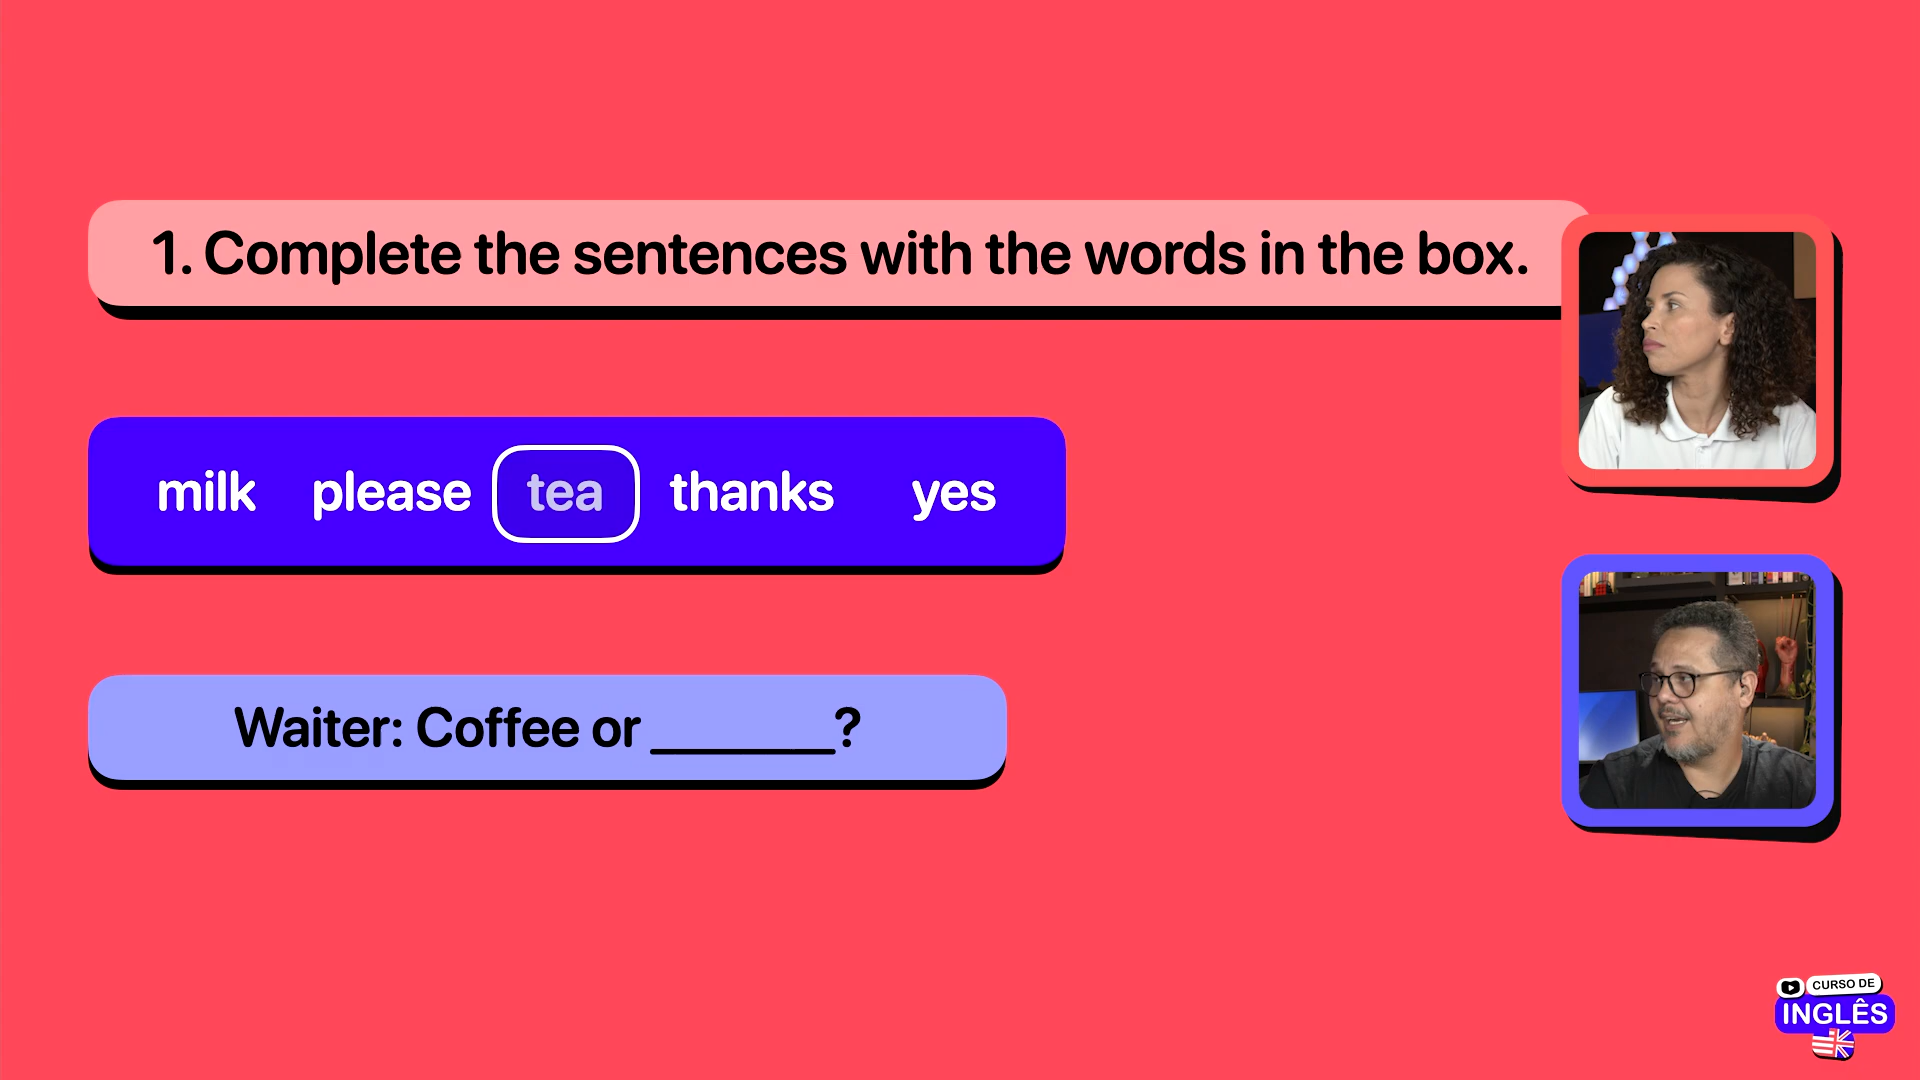 1. Complete the sentences with the words in the box.
milk please tea thanks yes
Waiter: Coffee or _______?
CURSO DE
INGLÊS